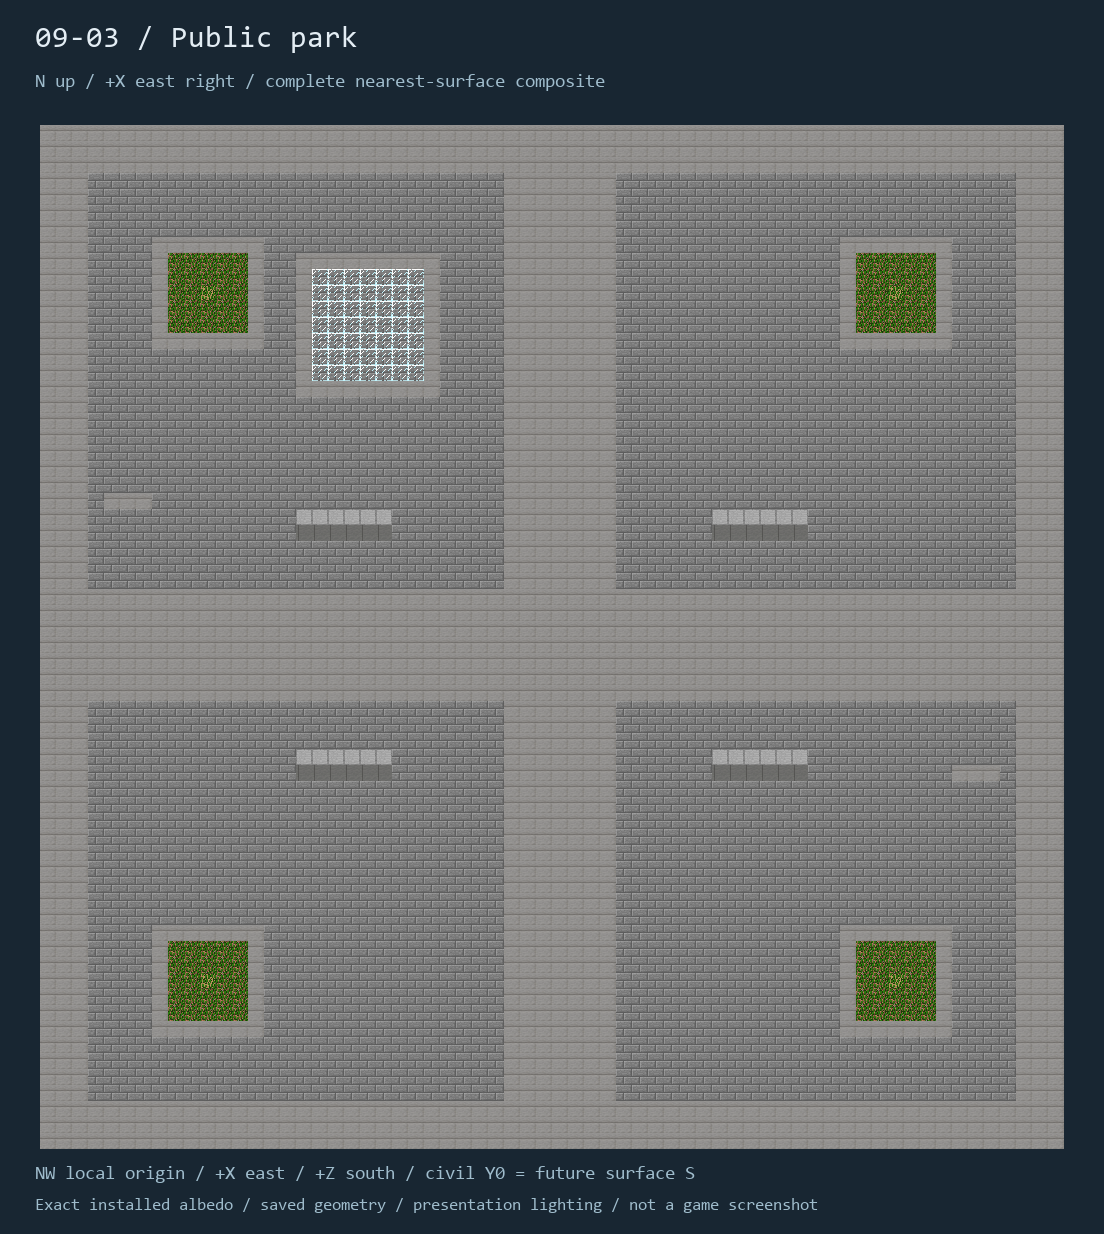 09-03 / Public park
N up / +X east right / complete nearest-surface composite
NW local origin / +X east / +Z south / civil Y0 = future surface S
Exact installed albedo / saved geometry / presentation lighting / not a game screenshot